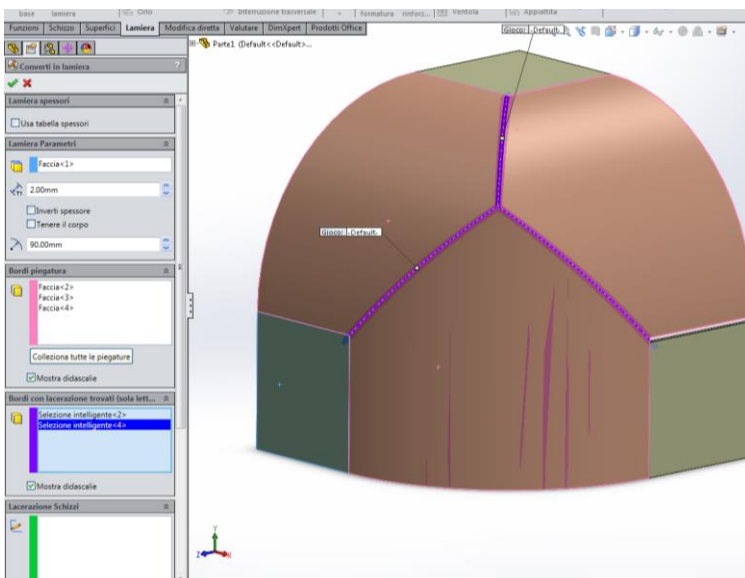 base lamiera
Orlo
Interruzione trasversale
formatura rinforz...
Ventola
Appiattita
Funzioni Schizzo Superfici Lamiera Modifica diretta Valutare DimXpert Prodotti Office
Parte1 (Default<<Default>...
Gioco: -Default-
Converti in lamiera ?
Lamiera spessori
Usa tabella spessori
Lamiera Parametri
Faccia<1>
2.00mm
Inverti spessore
Tenere il corpo
90.00mm
Bordi piegatura
Faccia<2>
Faccia<3>
Faccia<4>
Colleziona tutte le piegature
Mostra didascalie
Bordi con lacerazione trovati (sola lett...
Selezione intelligente<2>
Selezione intelligente<4>
Mostra didascalie
Lacerazione Schizzi
Gioco: -Default-
Y
Z
X